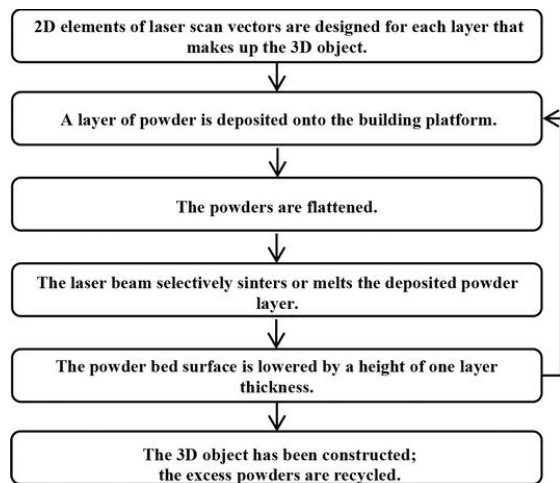 2D elements of laser scan vectors are designed for each layer that
makes up the 3D object.
A layer of powder is deposited onto the building platform.
The powders are flattened.
The laser beam selectively sinters or melts the deposited powder
layer.
The powder bed surface is lowered by a height of one layer
thickness.
The 3D object has been constructed;
the excess powders are recycled.